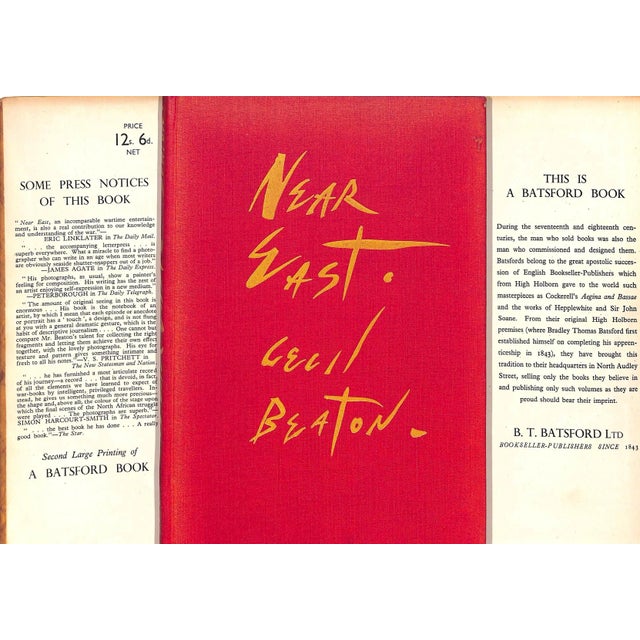 PRICE
12s. 6d.
NET
SOME PRESS NOTICES
OF THIS BOOK
" Near East, an incomparable wartime entertain-
ment, is also a real contribution to our knowledge
and understanding of the war."—
ERIC LINKLATER in The Daily Mail.
" . . . the accompanying letterpress . . . is
superb everywhere. What a miracle to find a photo-
grapher who can write in an age when most writers
are obviously seaside shutter-snappers out of a job."
—JAMES AGATE in The Daily Express.
" His photographs, as usual, show a painter's
feeling for composition. His writing has the zest of
an artist enjoying self-expression in a new medium."
—PETERBOROUGH in The Daily Telegraph.
" The amount of original seeing in this book is
enormous . . . His book is the notebook of an
artist, by which I mean that each episode or anecdote
or portrait has a ' touch ', a design, and is not flung
at you with a general dramatic gesture, which is the
habit of descriptive journalism . . . One cannot but
compare Mr. Beaton's talent for collecting the right
fragments and letting them achieve their own effect
together, with the lovely photographs. His eye for
texture and pattern gives something intimate and
fresh to all his notes."—V. S. PRITCHETT in
The New Statesman and Nation.
" . . . he has furnished a most articulate record
of his journey—a record . . . that is devoid, in fact,
of all the elements we have learned to expect of
war-books by intelligent, privileged travellers. In-
stead, he gives us something much more precious—
the shape and, above all, the colour of the stage upon
which the final scenes of the North African struggle
were played . . . The photographs are superb."—
SIMON HARCOURT-SMITH in The Spectator.
" . . . the best book he has done . . . A really
good book."—The Star.
Second Large Printing of
A BATSFORD BOOK
NEAR
EAST.
CECIL
BEATON.
THIS IS
A BATSFORD BOOK
During the seventeenth and eighteenth cen-
turies, the man who sold books was also the
man who commissioned and designed them.
Batsfords belong to the great apostolic succes-
sion of English Bookseller-Publishers which
from High Holborn gave to the world such
masterpieces as Cockerell's Aegina and Bassae
and the works of Hepplewhite and Sir John
Soane. From their original High Holborn
premises (where Bradley Thomas Batsford first
established himself on completing his appren-
ticeship in 1843), they have brought this
tradition to their headquarters in North Audley
Street, selling only the books they believe in
and publishing only such volumes as they are
proud should bear their imprint.
B. T. BATSFORD LTD
BOOKSELLER-PUBLISHERS SINCE 1843